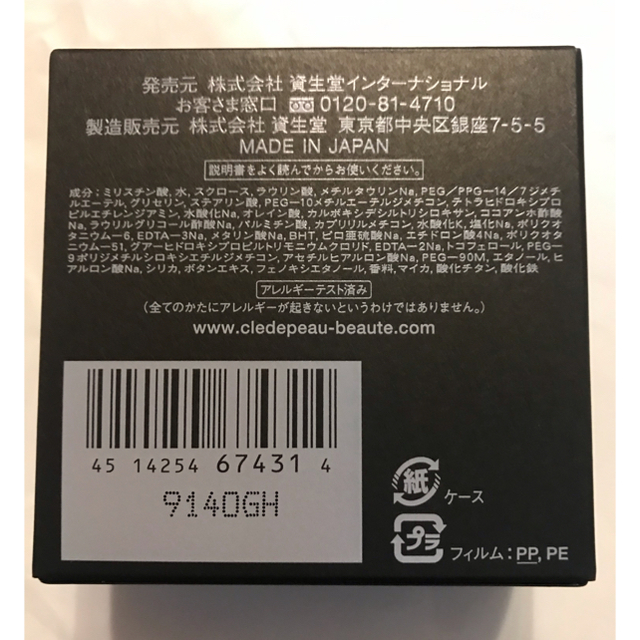 発売元 株式会社 資生堂インターナショナル
お客さま窓口 0120-81-4710
製造販売元 株式会社 資生堂 東京都中央区銀座7-5-5
MADE IN JAPAN
説明書をよく読んでからお使いください。
成分：ミリスチン酸, 水, スクロース, ラウリン酸, メチルタウリンNa, PEG／PPG−14／7ジメチ
ルエーテル, グリセリン, ステアリン酸, PEG−10メチルエーテルジメチコン, テトラヒドロキシプロ
ピルエチレンジアミン, 水酸化Na, オレイン酸, カルボキシデシルトリシロキサン, ココアンホ酢酸
Na, ラウリルグリコール酢酸Na, パルミチン酸, カプリリルメチコン, 水酸化K, 塩化Na, ポリクオ
タニウム−6, EDTA−3Na, メタリン酸Na, BHT, ピロ亜硫酸Na, エチドロン酸4Na, ポリクオタ
ニウム−51, グアーヒドロキシプロピルトリモニウムクロリド, EDTA−2Na, トコフェロール, PEG−
9ポリジメチルシロキシエチルジメチコン, アセチルヒアルロン酸Na, PEG−90M, エタノール, ヒ
アルロン酸Na, シリカ, ボタンエキス, フェノキシエタノール, 香料, マイカ, 酸化チタン, 酸化鉄
アレルギーテスト済み
(全てのかたにアレルギーが起きないというわけではありません。)
www.cledepeau-beaute.com
45 14254 67431 4
9140GH
紙 ケース
プラ フィルム：PP, PE